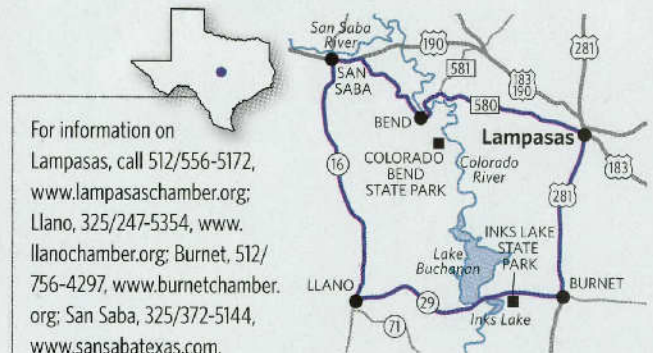 For information on
Lampasas, call 512/556-5172,
www.lampasaschamber.org;
Llano, 325/247-5354, www.
llanochamber.org; Burnet, 512/
756-4297, www.burnetchamber.
org; San Saba, 325/372-5144,
www.sansabatexas.com.
San Saba
River
190
281
SAN
SABA
581
183
190
580
BEND
Lampasas
16
COLORADO
BEND
STATE PARK
Colorado
River
183
281
INKS LAKE
STATE
PARK
Lake
Buchanan
LLANO
BURNET
29
Inks Lake
71